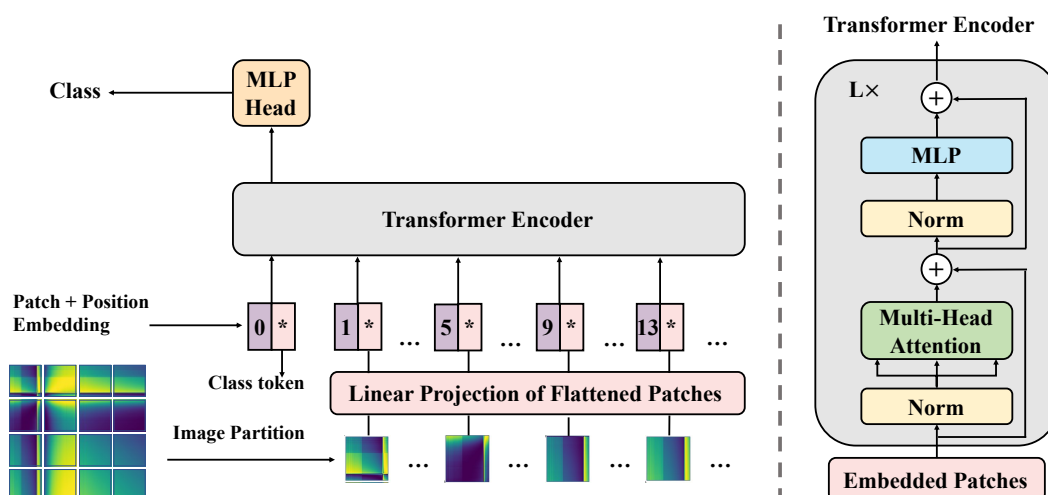 Transformer Encoder
MLP
Head
Class
L×
+
MLP
Norm
Transformer Encoder
+
Patch + Position
Embedding
0 * 1 * ... 5 * ... 9 * ... 13 * ...
Multi-Head
Attention
Class token
Linear Projection of Flattened Patches
Norm
Image Partition
... ... ... ...
Embedded Patches